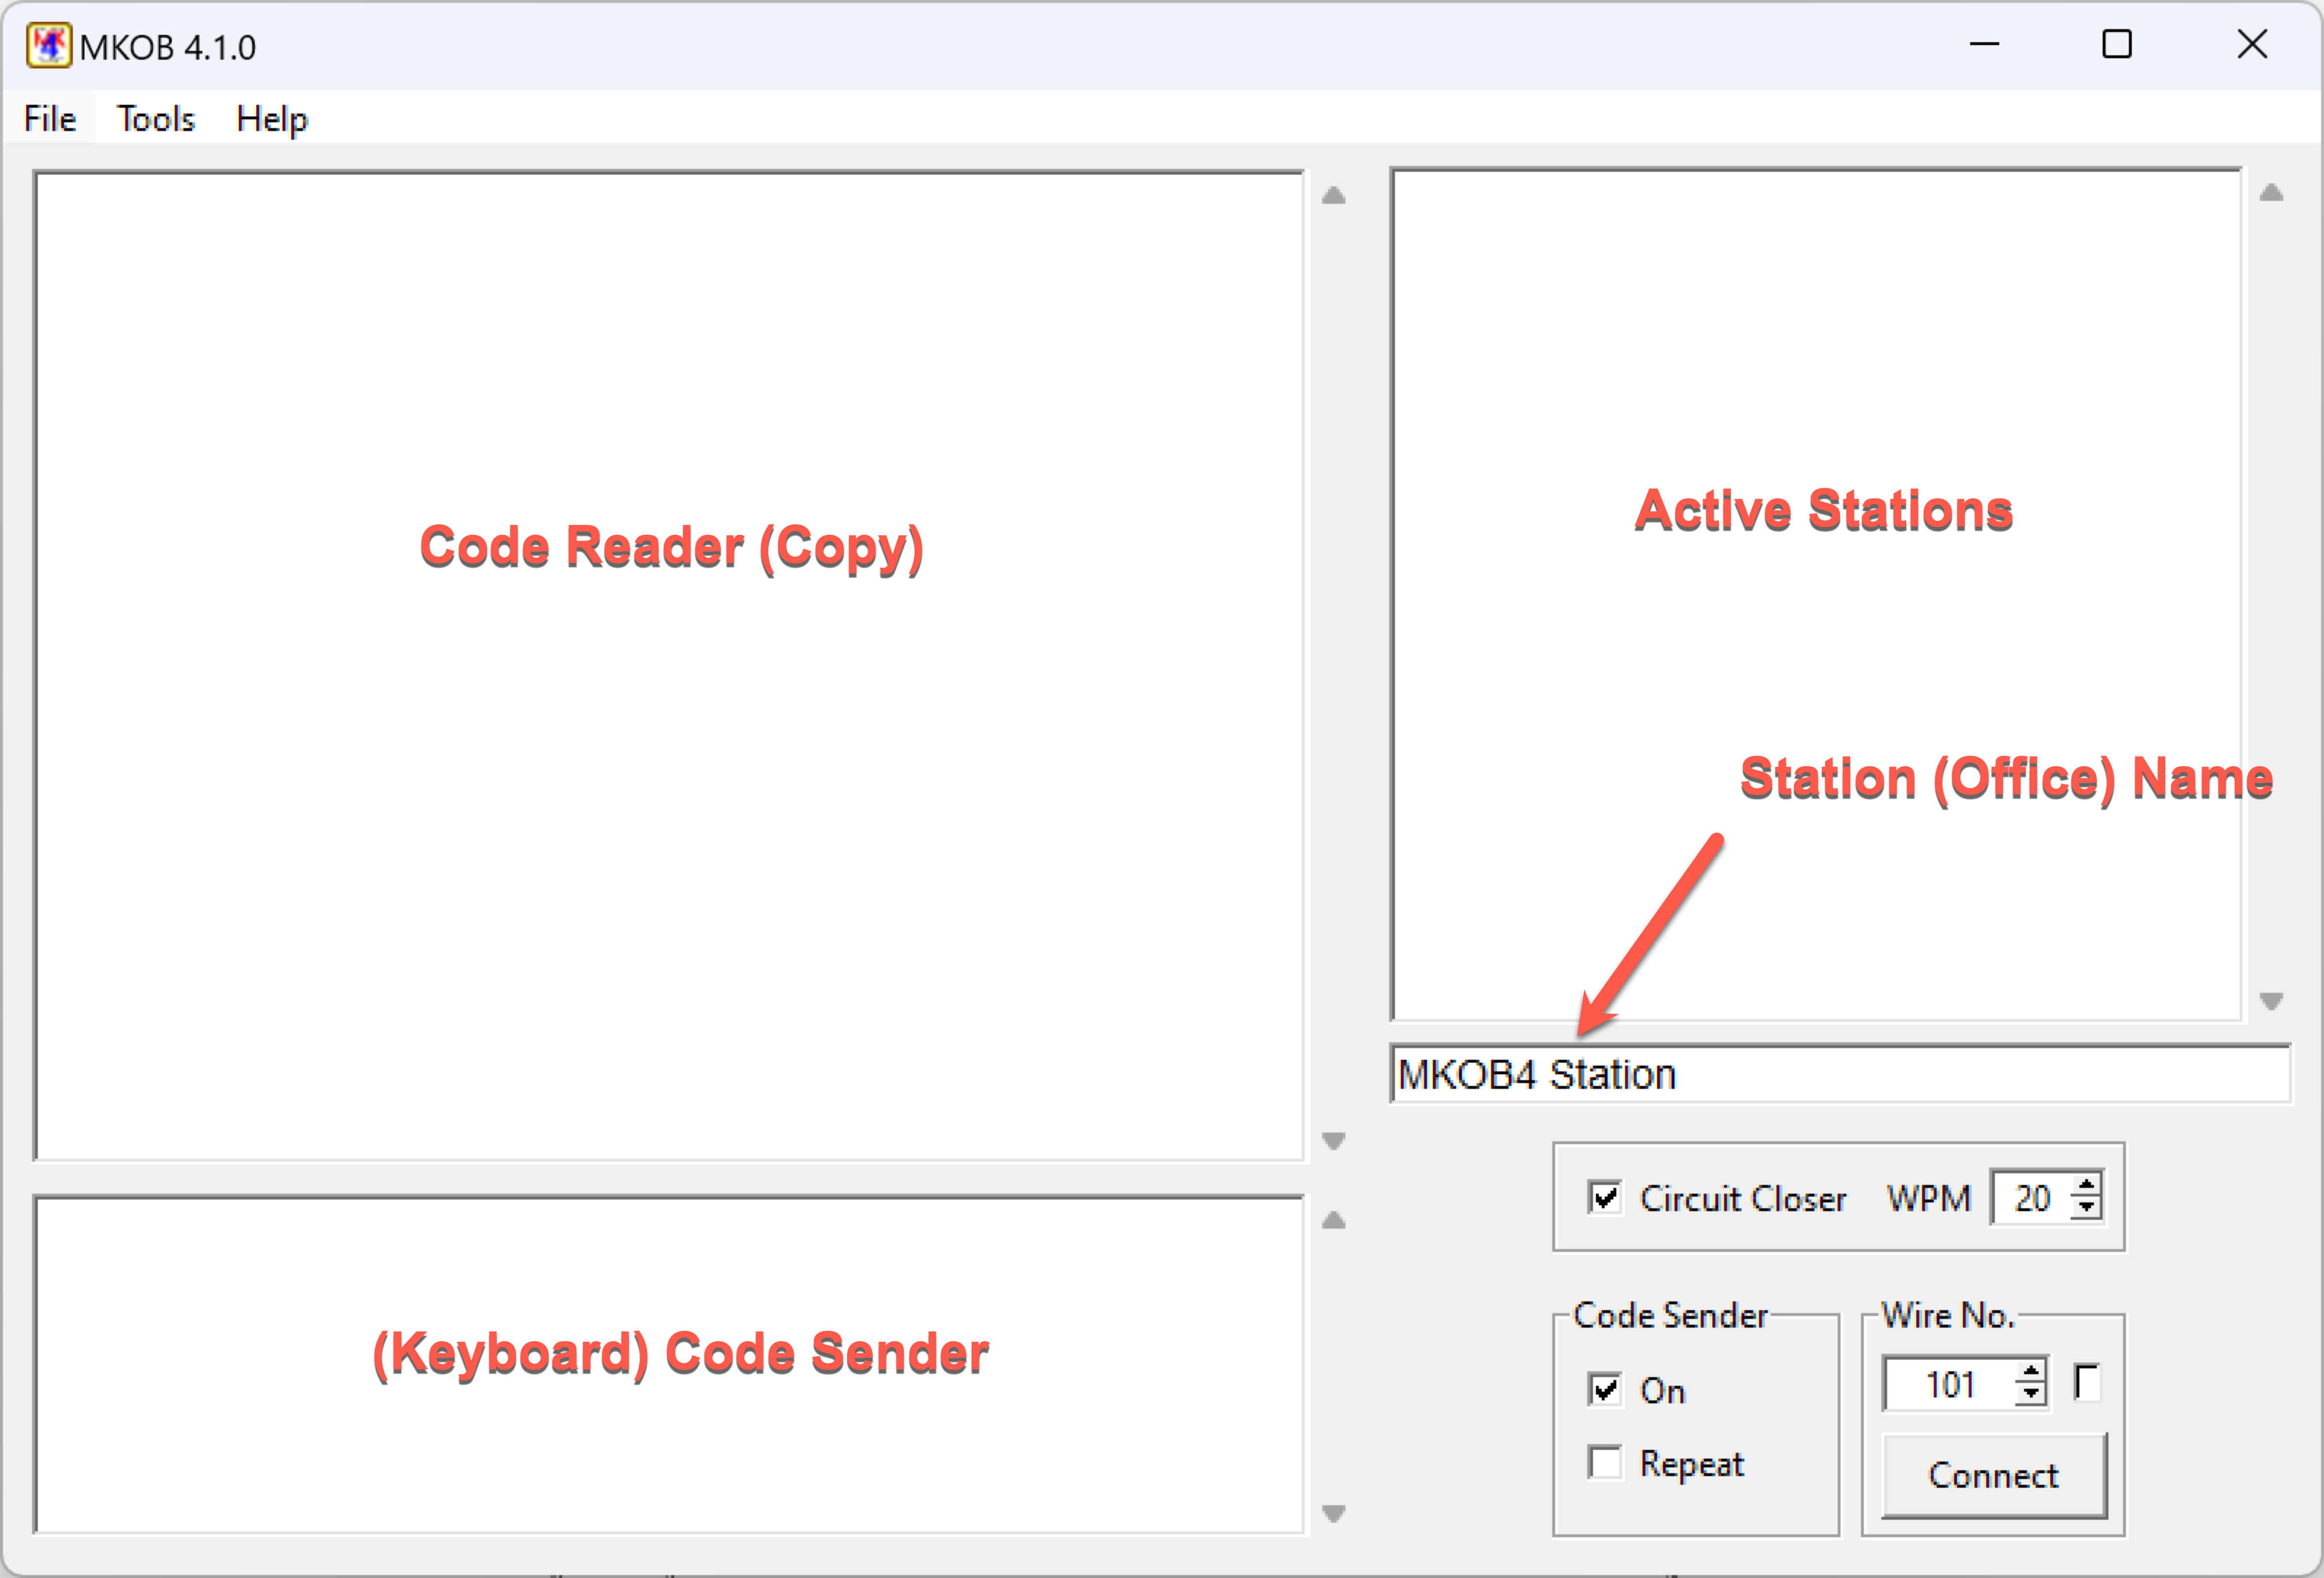 MKOB 4.1.0
File Tools Help
Code Reader (Copy)
Active Stations
Station (Office) Name
MKOB4 Station
(Keyboard) Code Sender
Circuit Closer WPM 20
Code Sender
On
Repeat
Wire No.
101
Connect